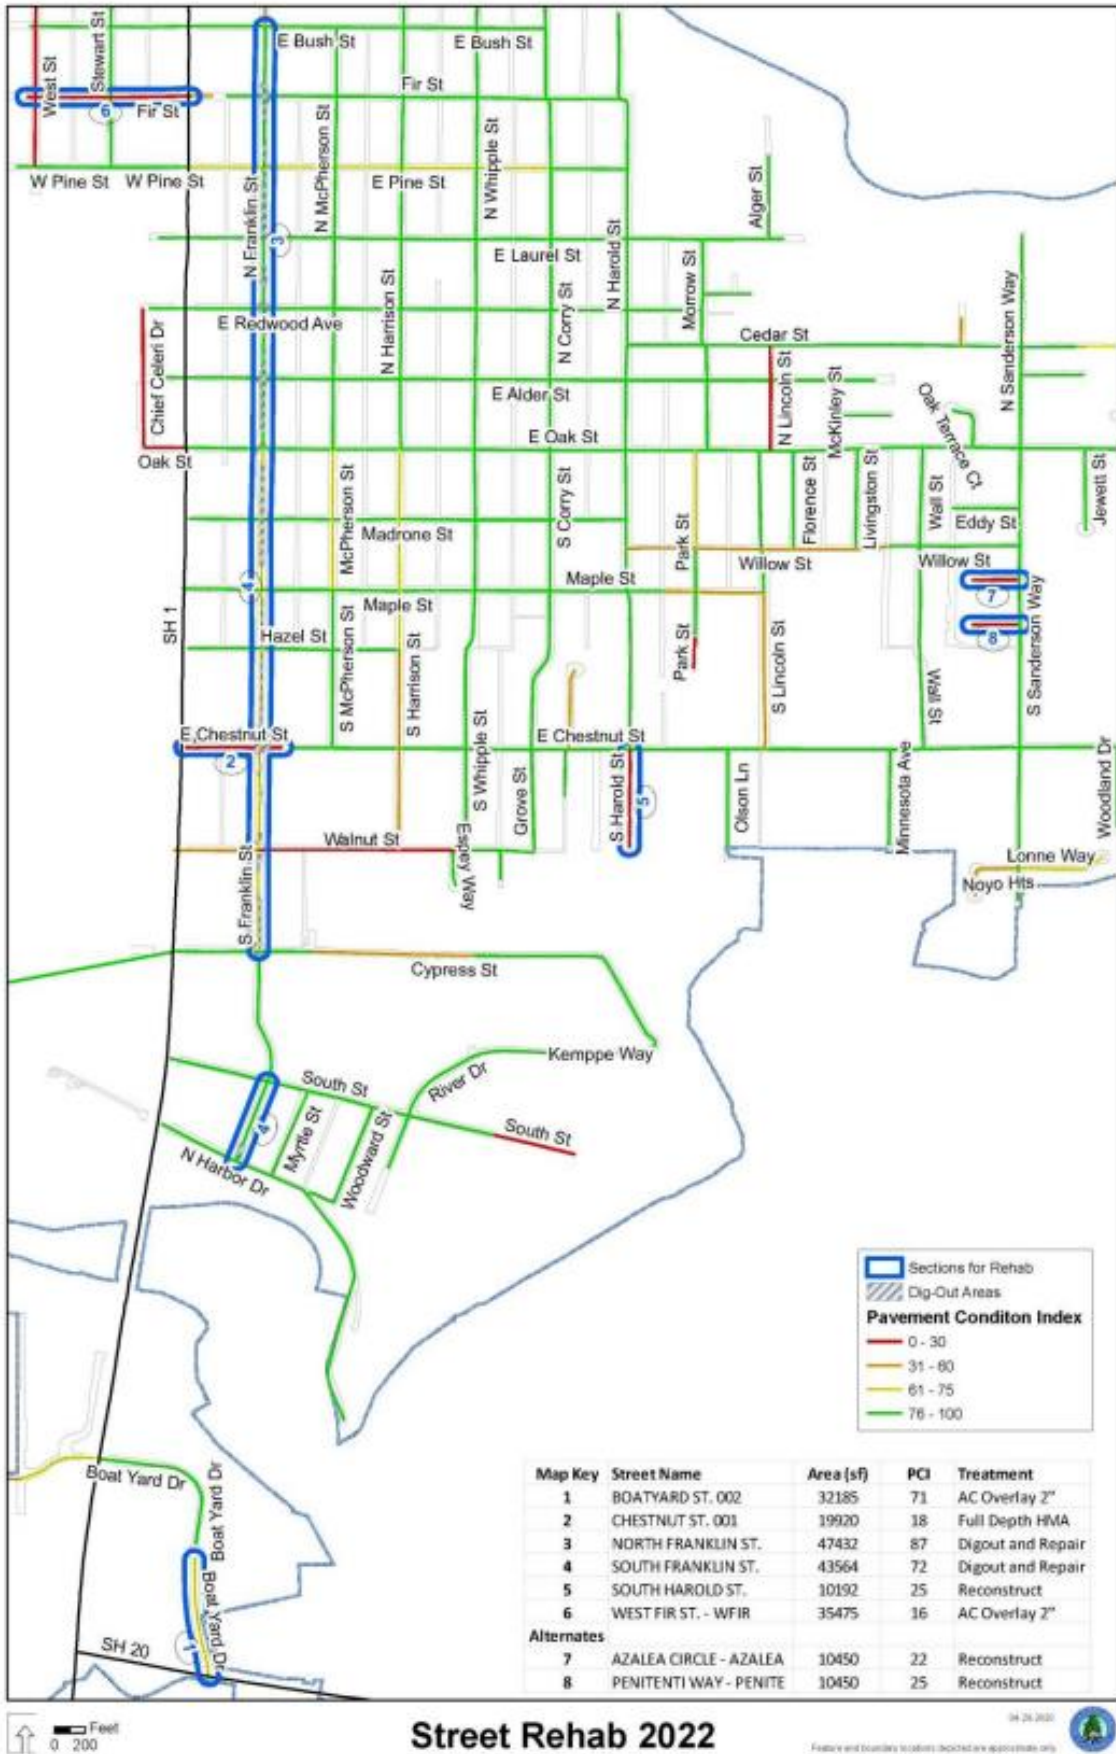 West St
Stewart St
E Bush St
E Bush St
Fir St
6
Fir St
W Pine St
W Pine St
E Pine St
N Franklin St
N McPherson St
N Whipple St
Alger St
3
E Laurel St
N Harold St
Morrow St
N Harrison St
N Corry St
N Sanderson Way
Chief Celeri Dr
E Redwood Ave
Cedar St
E Alder St
N Lincoln St
McKinley St
Oak Terrace Ct
E Oak St
Oak St
McPherson St
S Corry St
Florence St
Livingston St
Wall St
Jewett St
Madrone St
Eddy St
Park St
Willow St
Willow St
4
Maple St
Maple St
7
SH 1
Hazel St
S McPherson St
S Harrison St
Park St
S Lincoln St
8
Wall St
S Sanderson Way
E Chestnut St
2
S Whipple St
E Chestnut St
Grove St
S Harold St
5
Olson Ln
Minnesota Ave
Woodland Dr
Walnut St
Espey Way
Lonne Way
Noyo Hts
S Franklin St
Cypress St
Kemppe Way
River Dr
South St
South St
4
Myrtle St
Woodward St
N Harbor Dr
Boat Yard Dr
Boat Yard Dr
Boat Yard Dr
1
SH 20
Sections for Rehab
Dig-Out Areas
Pavement Conditon Index
0 - 30
31 - 60
61 - 75
76 - 100
Map Key Street Name Area (sf) PCI Treatment
1 BOATYARD ST. 002 32185 71 AC Overlay 2"
2 CHESTNUT ST. 001 19920 18 Full Depth HMA
3 NORTH FRANKLIN ST. 47432 87 Digout and Repair
4 SOUTH FRANKLIN ST. 43564 72 Digout and Repair
5 SOUTH HAROLD ST. 10192 25 Reconstruct
6 WEST FIR ST. - WFIR 35475 16 AC Overlay 2"
Alternates
7 AZALEA CIRCLE - AZALEA 10450 22 Reconstruct
8 PENITENTI WAY - PENITE 10450 25 Reconstruct
Feet
0 200
Street Rehab 2022
Feature and boundary locations depicted are approximate only